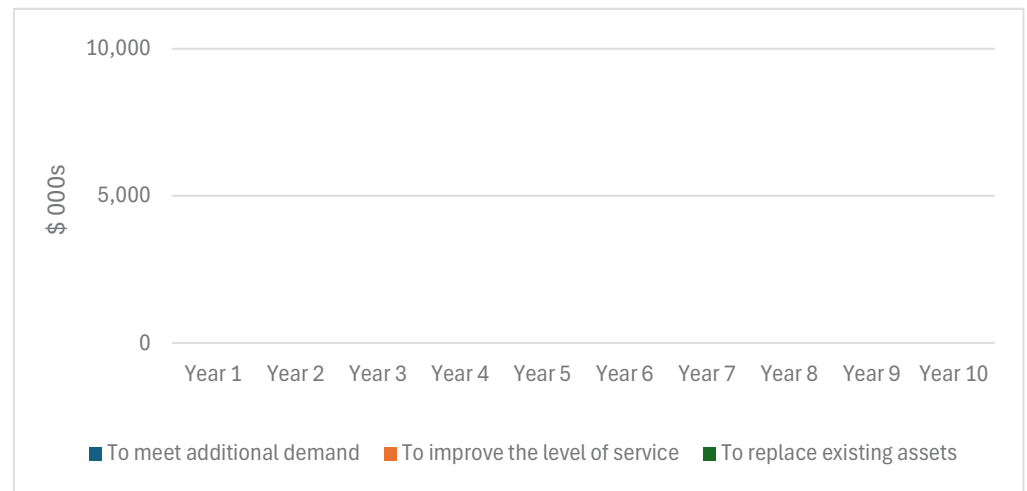 10,000
5,000
0
$ 000s
Year 1 Year 2 Year 3 Year 4 Year 5 Year 6 Year 7 Year 8 Year 9 Year 10
To meet additional demand To improve the level of service To replace existing assets